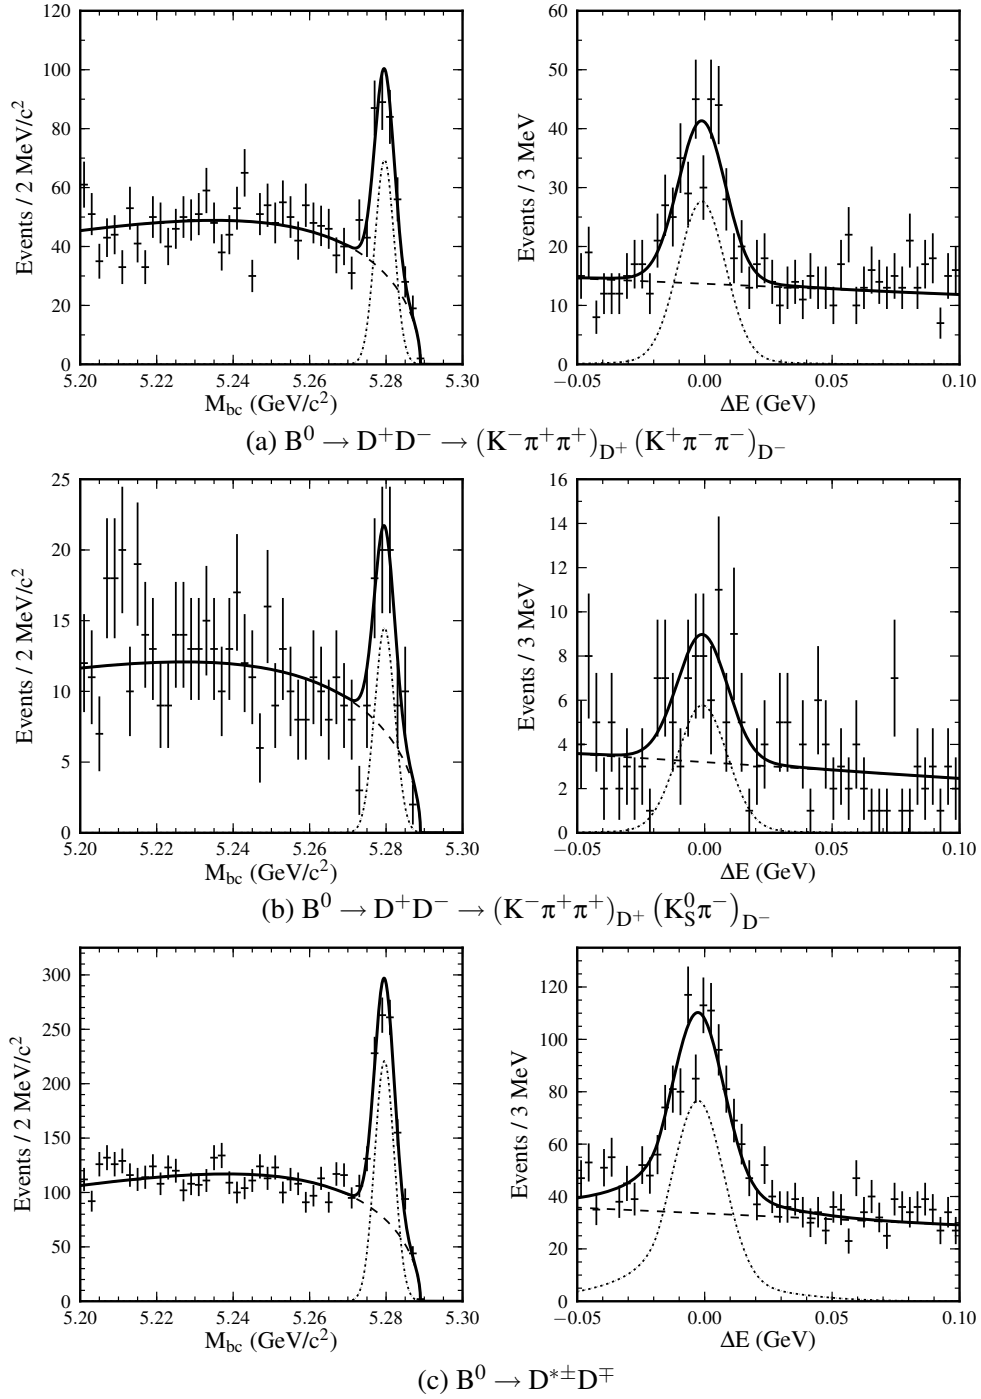 120
100
80
60
40
20
0
Events / 2 MeV/c²
5.20 5.22 5.24 5.26 5.28 5.30
M_bc (GeV/c²)
60
50
40
30
20
10
0
Events / 3 MeV
−0.05 0.00 0.05 0.10
ΔE (GeV)
(a) B⁰ → D⁺D⁻ → (K⁻π⁺π⁺)_D⁺ (K⁺π⁻π⁻)_D⁻
25
20
15
10
5
0
Events / 2 MeV/c²
5.20 5.22 5.24 5.26 5.28 5.30
M_bc (GeV/c²)
16
14
12
10
8
6
4
2
0
Events / 3 MeV
−0.05 0.00 0.05 0.10
ΔE (GeV)
(b) B⁰ → D⁺D⁻ → (K⁻π⁺π⁺)_D⁺ (K⁰_S π⁻)_D⁻
300
250
200
150
100
50
0
Events / 2 MeV/c²
5.20 5.22 5.24 5.26 5.28 5.30
M_bc (GeV/c²)
120
100
80
60
40
20
0
Events / 3 MeV
−0.05 0.00 0.05 0.10
ΔE (GeV)
(c) B⁰ → D*±D∓